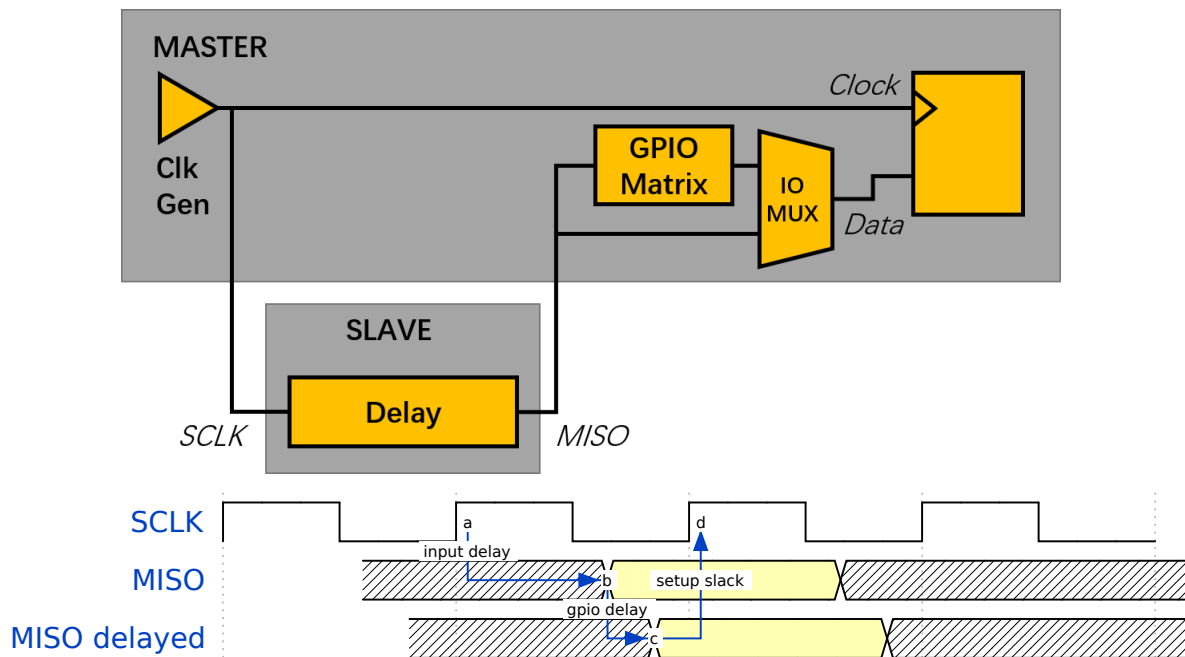 MASTER
Clock
Clk
Gen
GPIO
Matrix
IO
MUX
Data
SLAVE
Delay
SCLK
MISO
SCLK
a
d
input delay
MISO
b
setup slack
gpio delay
MISO delayed
c